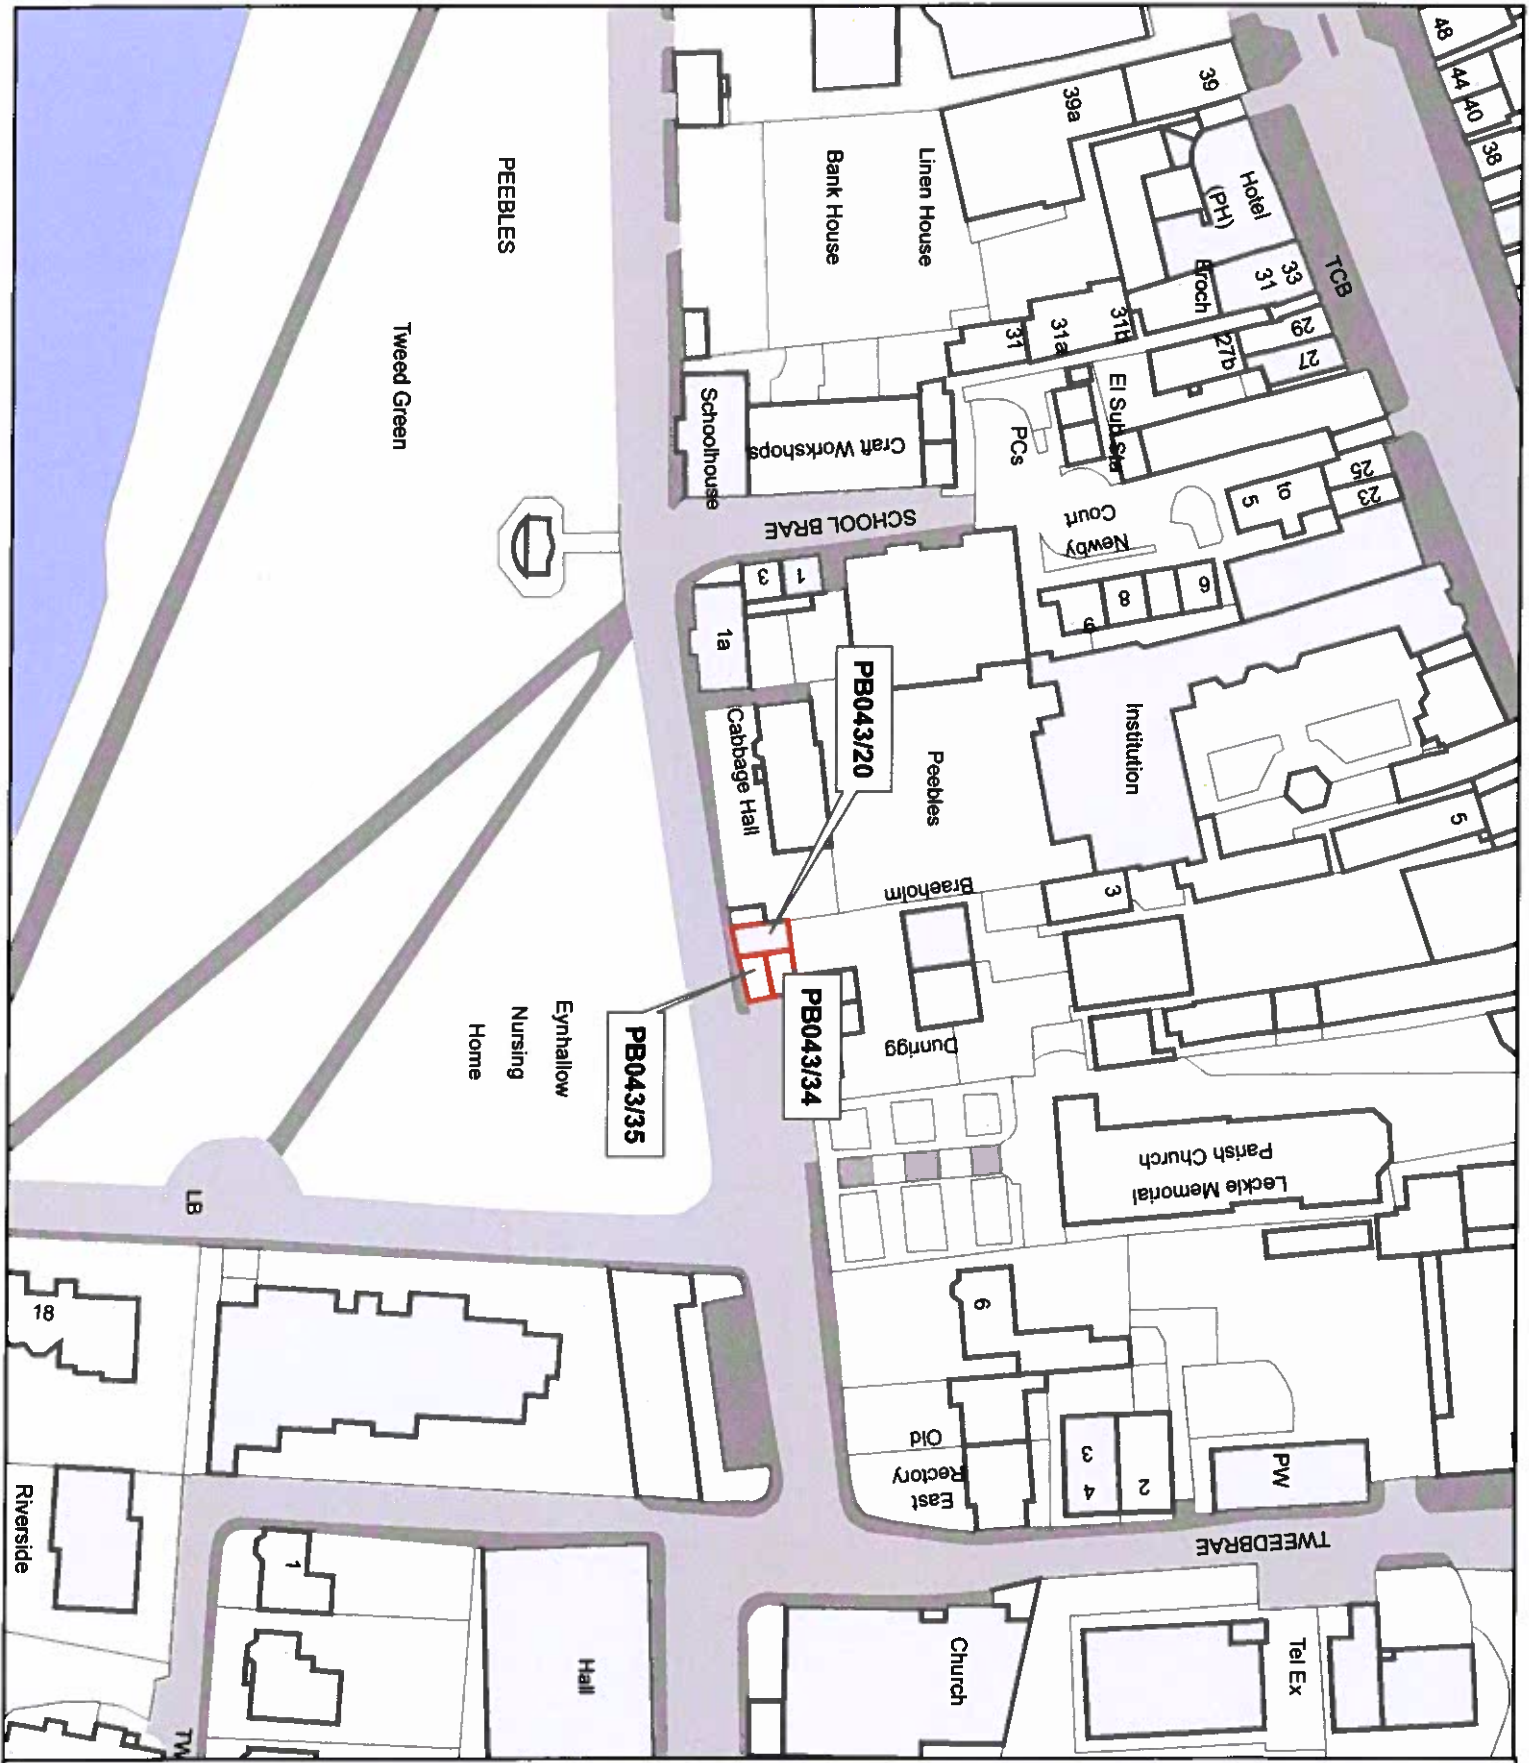 48
44
40
38
TCB
39
Hotel
(PH)
33
31
29
27
25
23
39a
Broch
27b
5
to
31b
31a
31
El Sub Sta
PCs
Newby
Court
6
8
9
Linen House
Bank House
Craft Workshops
Schoolhouse
SCHOOL BRAE
1
3
1a
Institution
Peebles
5
3
Cabbage Hall
Braeholm
Dunrigg
PB043/20
PB043/34
PB043/35
PEEBLES
Tweed Green
Eynhallow
Nursing
Home
Leckie Memorial
Parish Church
LB
6
Old
Rectory
East
3
4
2
PW
TWEEDBRAE
18
Riverside
1
Hall
Church
Tel Ex
TW